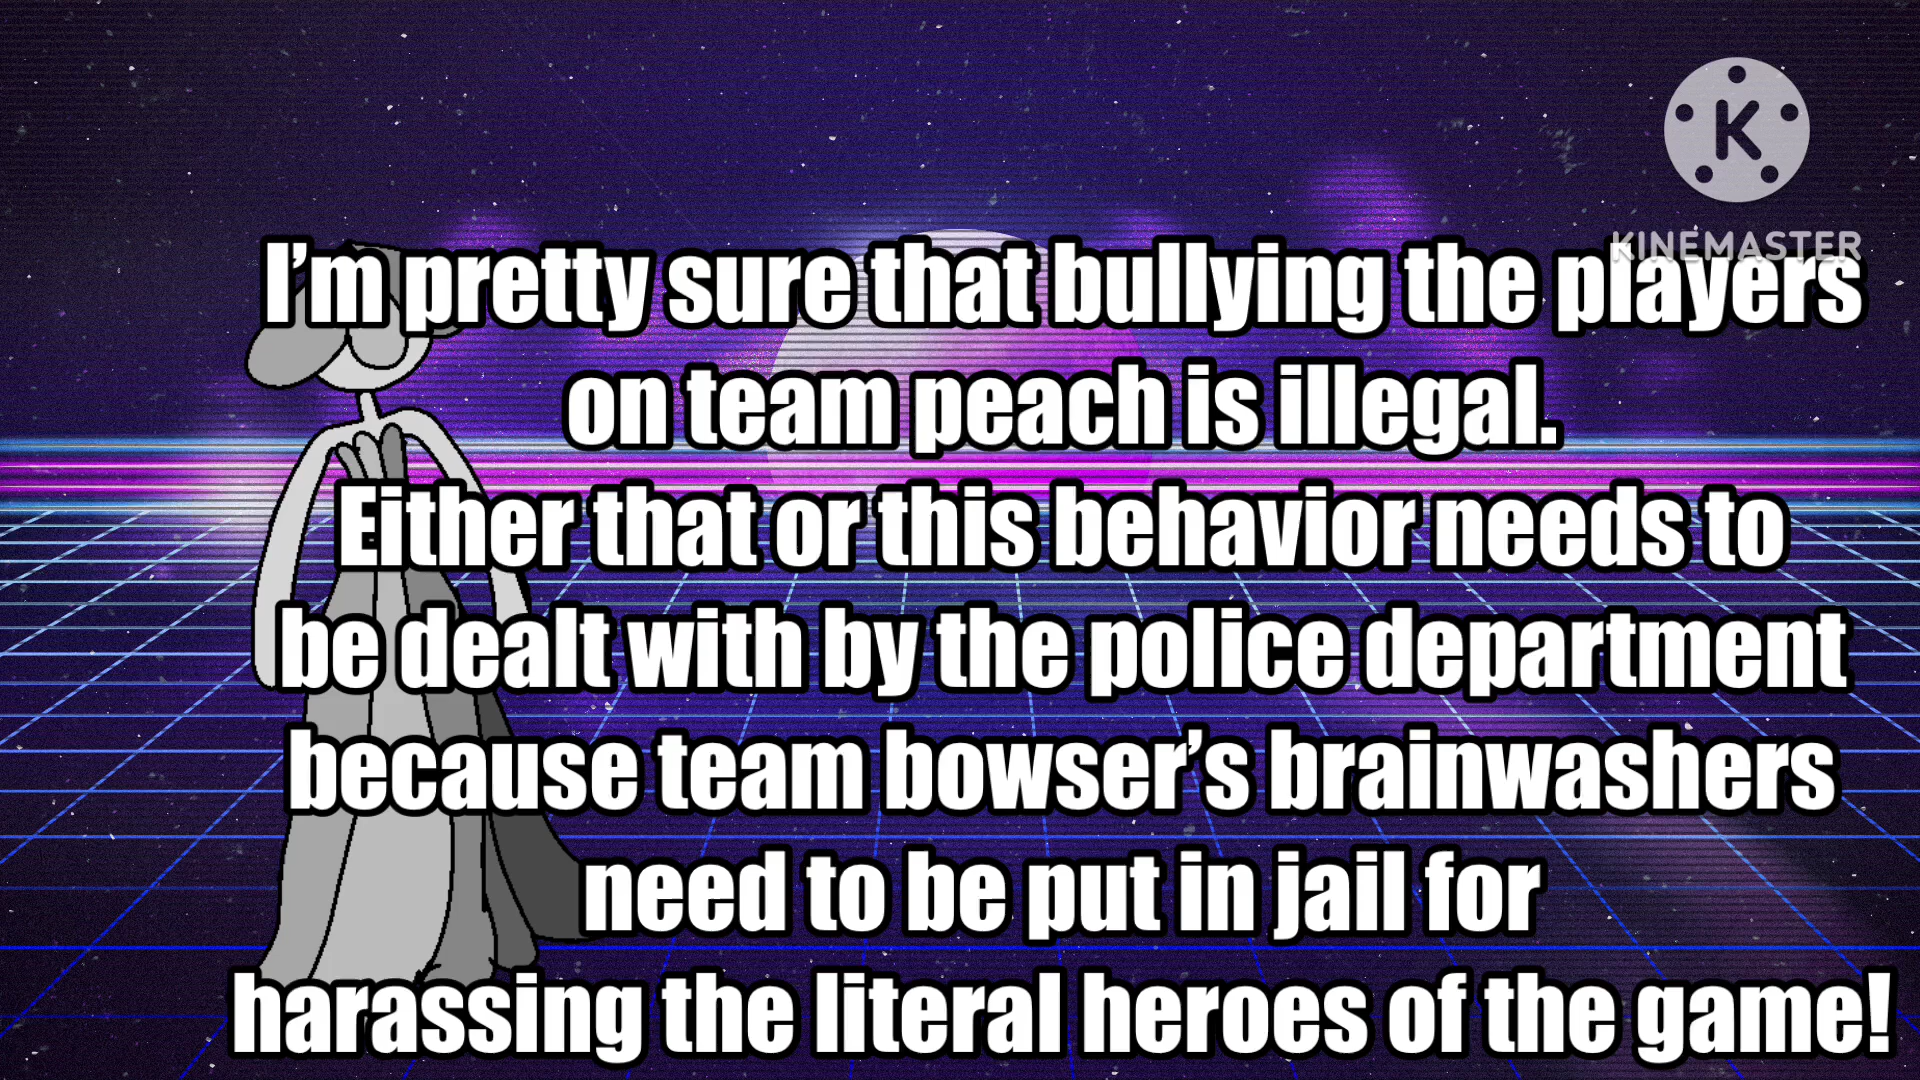 K
KINEMASTER
I'm pretty sure that bullying the players
on team peach is illegal.
Either that or this behavior needs to
be dealt with by the police department
because team bowser's brainwashers
need to be put in jail for
harassing the literal heroes of the game!